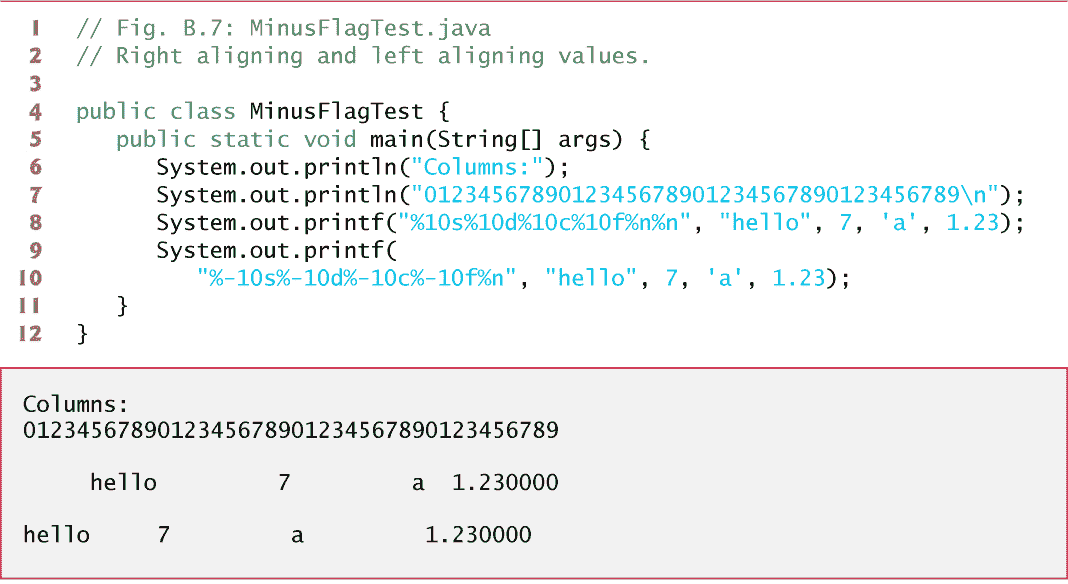 1 // Fig. B.7: MinusFlagTest.java
2 // Right aligning and left aligning values.
3
4 public class MinusFlagTest {
5    public static void main(String[] args) {
6       System.out.println("Columns:");
7       System.out.println("0123456789012345678901234567890123456789\n");
8       System.out.printf("%10s%10d%10c%10f%n%n", "hello", 7, 'a', 1.23);
9       System.out.printf(
10          "%-10s%-10d%-10c%-10f%n", "hello", 7, 'a', 1.23);
11    }
12 }
Columns:
0123456789012345678901234567890123456789

     hello         7         a  1.230000

hello     7         a         1.230000